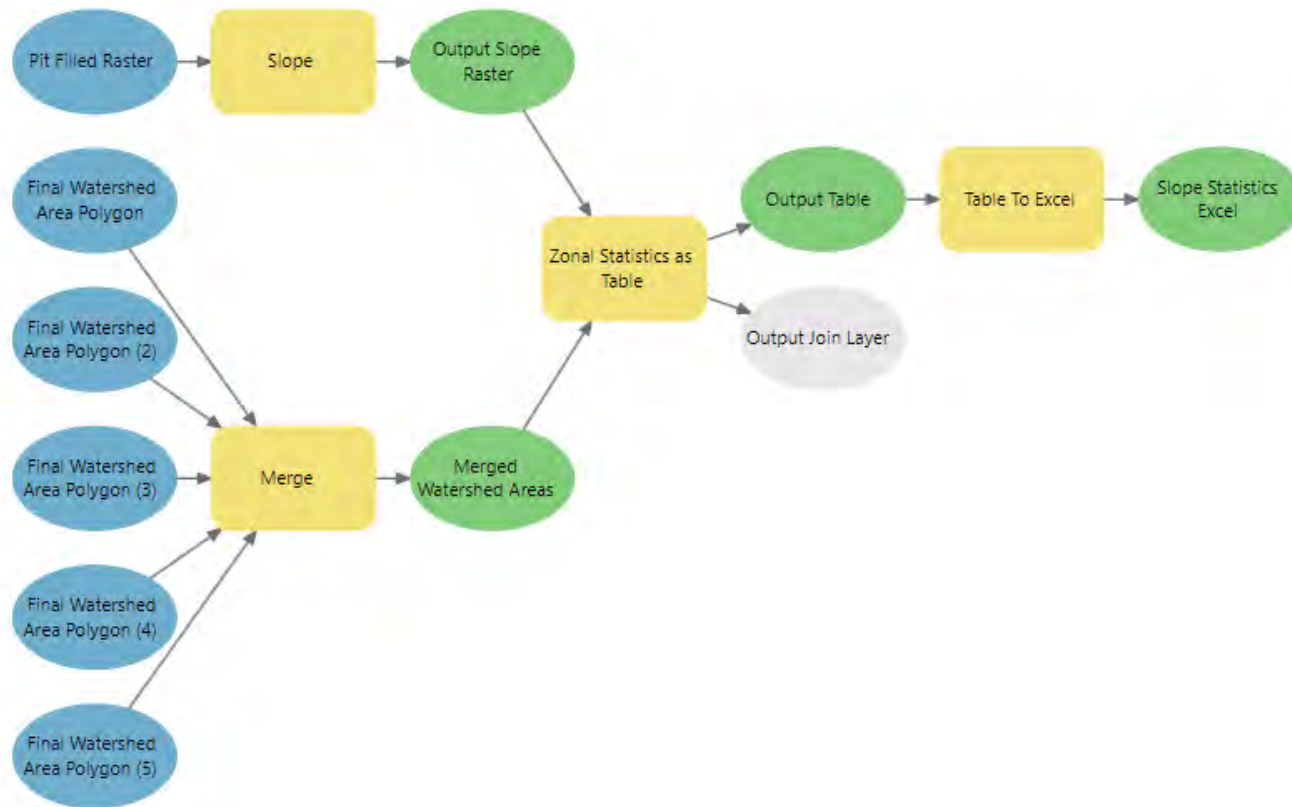 Pit Filled Raster
Slope
Output Slope
Raster
Final Watershed
Area Polygon
Output Table
Table To Excel
Slope Statistics
Excel
Zonal Statistics as
Table
Final Watershed
Area Polygon (2)
Output Join Layer
Final Watershed
Area Polygon (3)
Merge
Merged
Watershed Areas
Final Watershed
Area Polygon (4)
Final Watershed
Area Polygon (5)